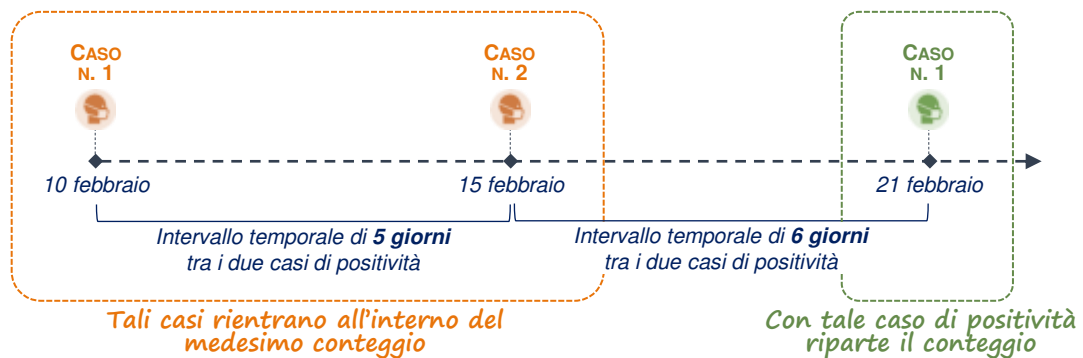 CASO
N. 1
CASO
N. 2
CASO
N. 1
10 febbraio
15 febbraio
21 febbraio
Intervallo temporale di 5 giorni
tra i due casi di positività
Intervallo temporale di 6 giorni
tra i due casi di positività
Tali casi rientrano all'interno del
medesimo conteggio
Con tale caso di positività
riparte il conteggio